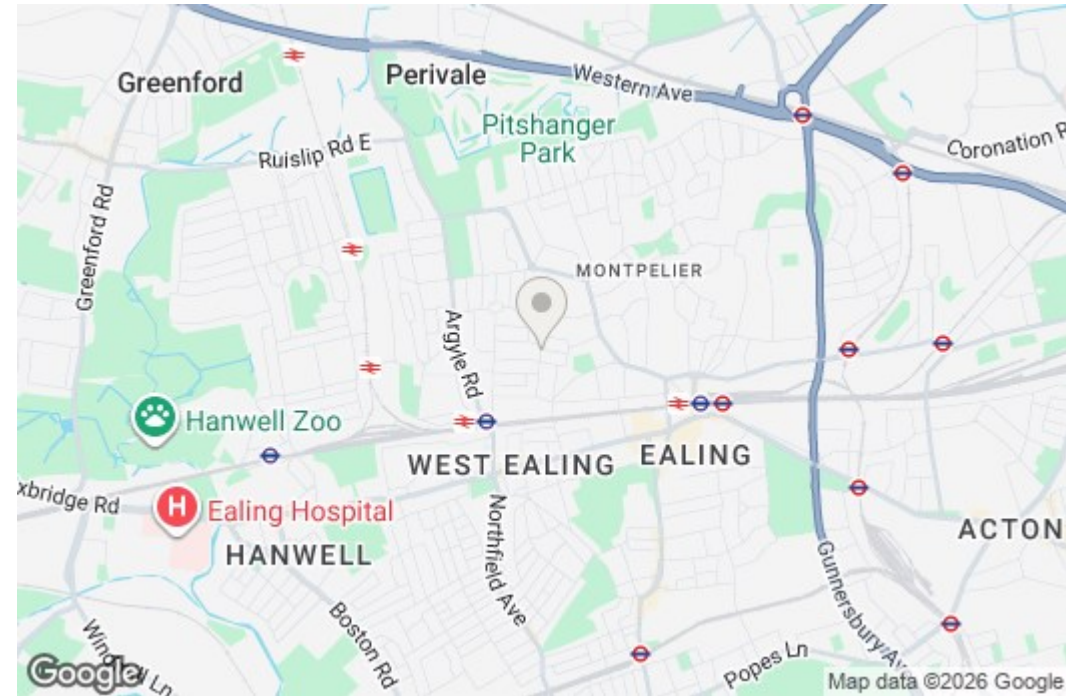 Greenford
Perivale
Western Ave
Pitshanger
Park
Coronation R
Ruislip Rd E
Greenford Rd
MONTPELIER
Argyle Rd
Hanwell Zoo
WEST EALING
EALING
xbridge Rd
H
Ealing Hospital
Northfield Ave
HANWELL
ACTON
Gunnersbury Av
Boston Rd
Popes Ln
Google
Map data ©2026 Google